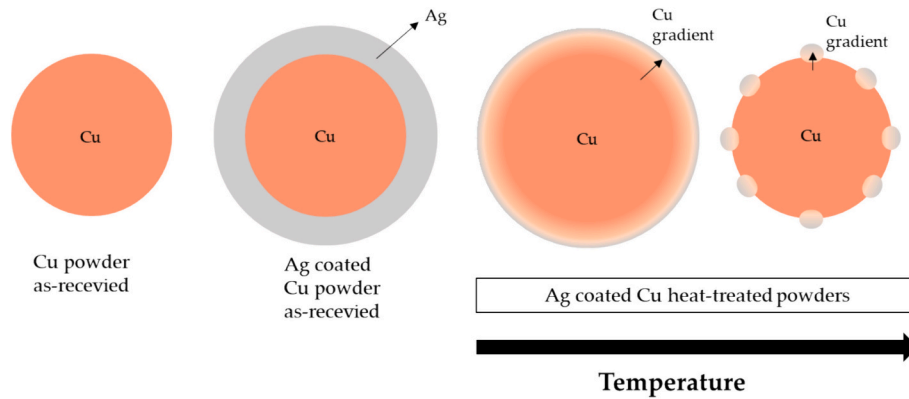 Cu
Cu powder
as-recevied
Ag
Cu
Ag coated
Cu powder
as-recevied
Cu
gradient
Cu
Cu
gradient
Cu
Ag coated Cu heat-treated powders
Temperature